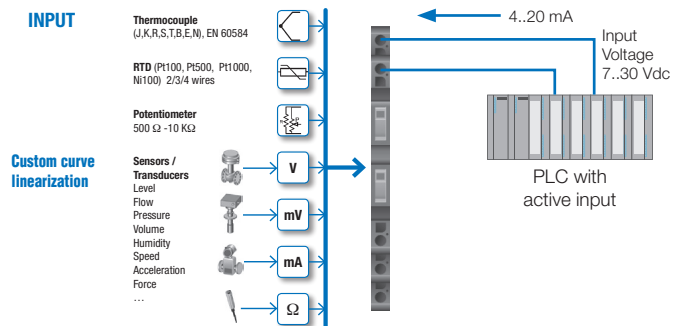 INPUT
Thermocouple
(J,K,R,S,T,B,E,N), EN 60584
RTD (Pt100, Pt500, Pt1000,
Ni100) 2/3/4 wires
Potentiometer
500 Ω -10 KΩ
Custom curve
linearization
Sensors /
Transducers
Level
Flow
Pressure
Volume
Humidity
Speed
Acceleration
Force
...
V
mV
mA
Ω
4..20 mA
Input
Voltage
7..30 Vdc
PLC with
active input